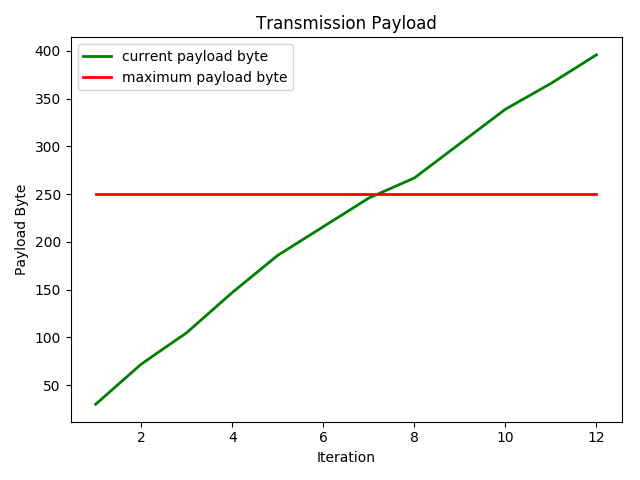 Transmission Payload
current payload byte
maximum payload byte
Payload Byte
400
350
300
250
200
150
100
50
2 4 6 8 10 12
Iteration